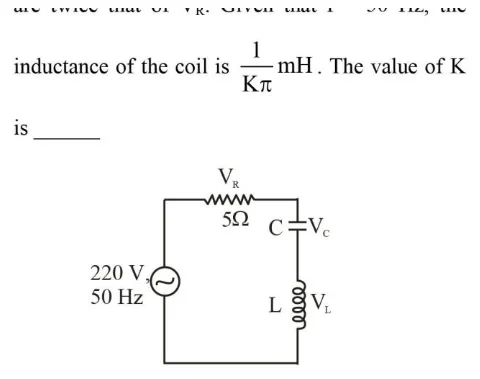 inductance of the coil is 1/Kπ mH. The value of K
is ______
V_R
5Ω
C V_C
220 V,
50 Hz
L V_L